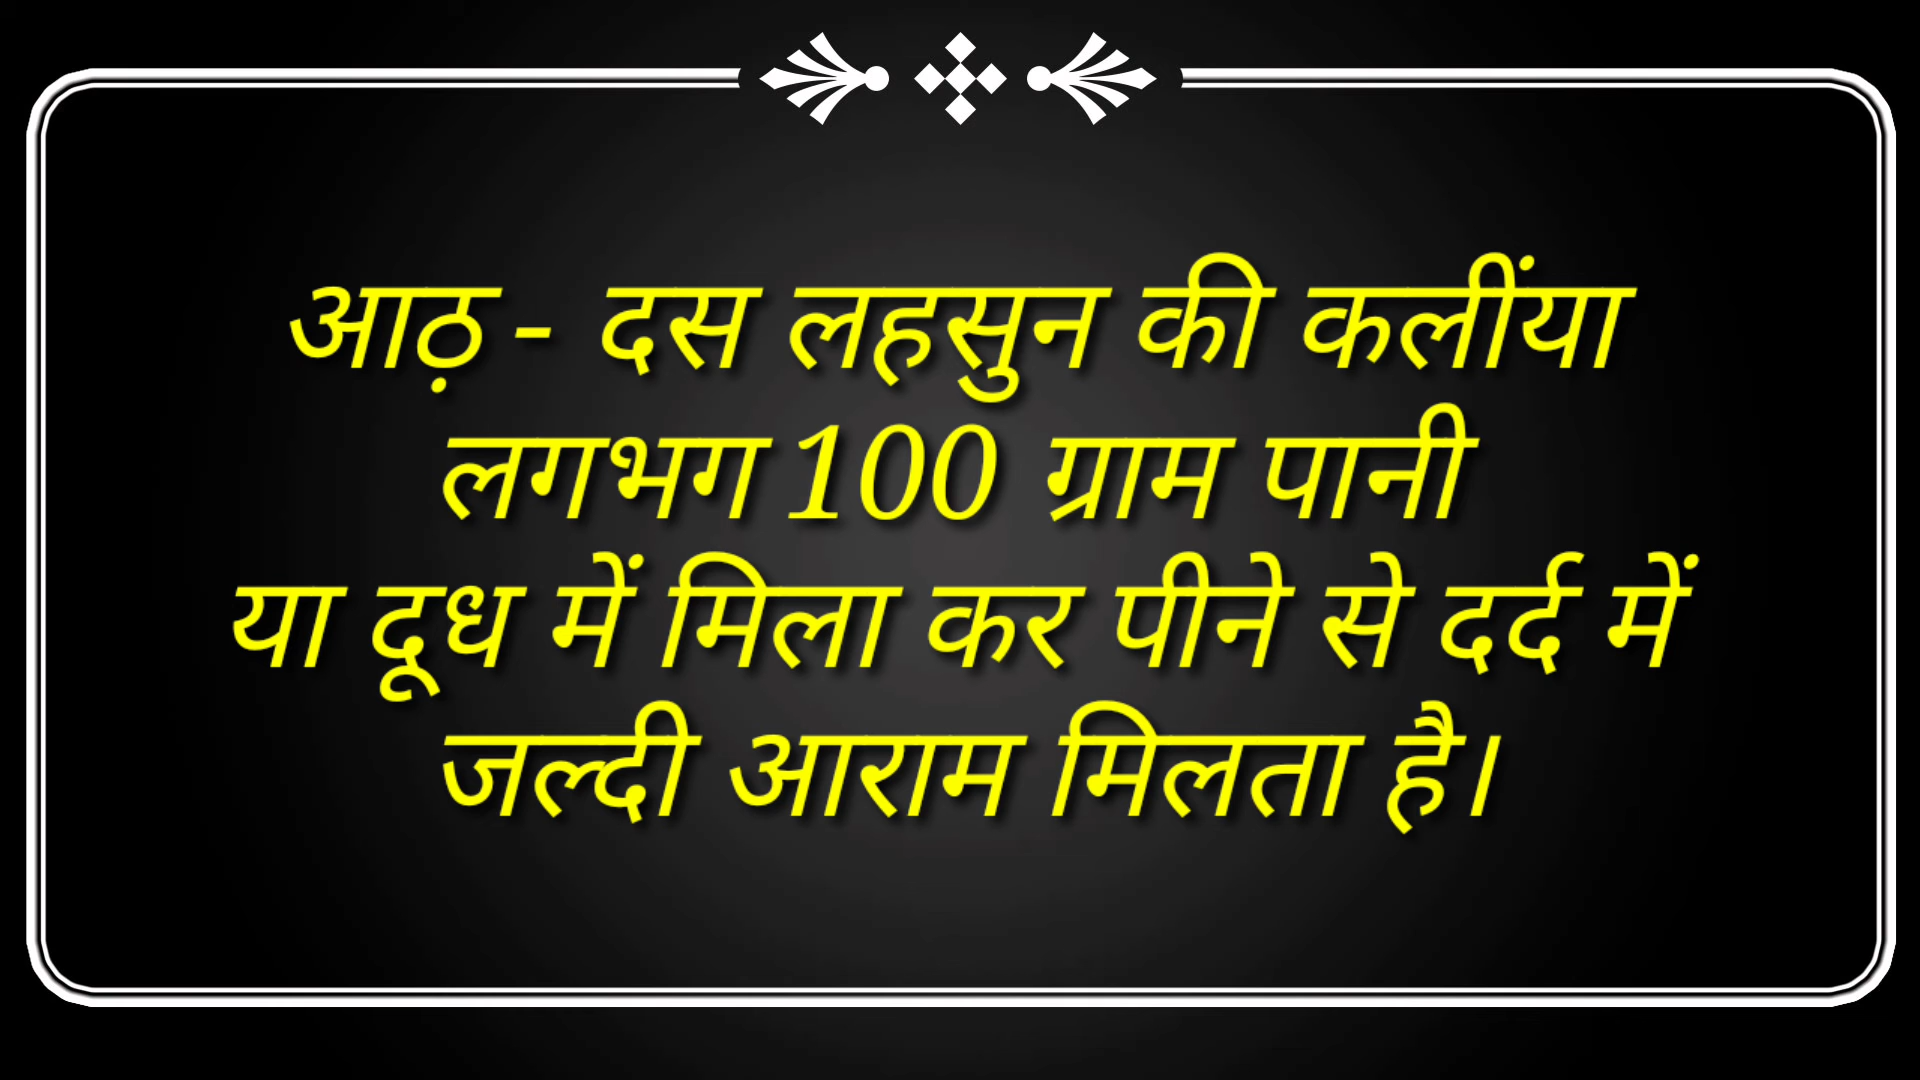 आठ़ - दस लहसुन की कलींया
लगभग 100 ग्राम पानी
या दूध में मिला कर पीने से दर्द में
जल्दी आराम मिलता है।